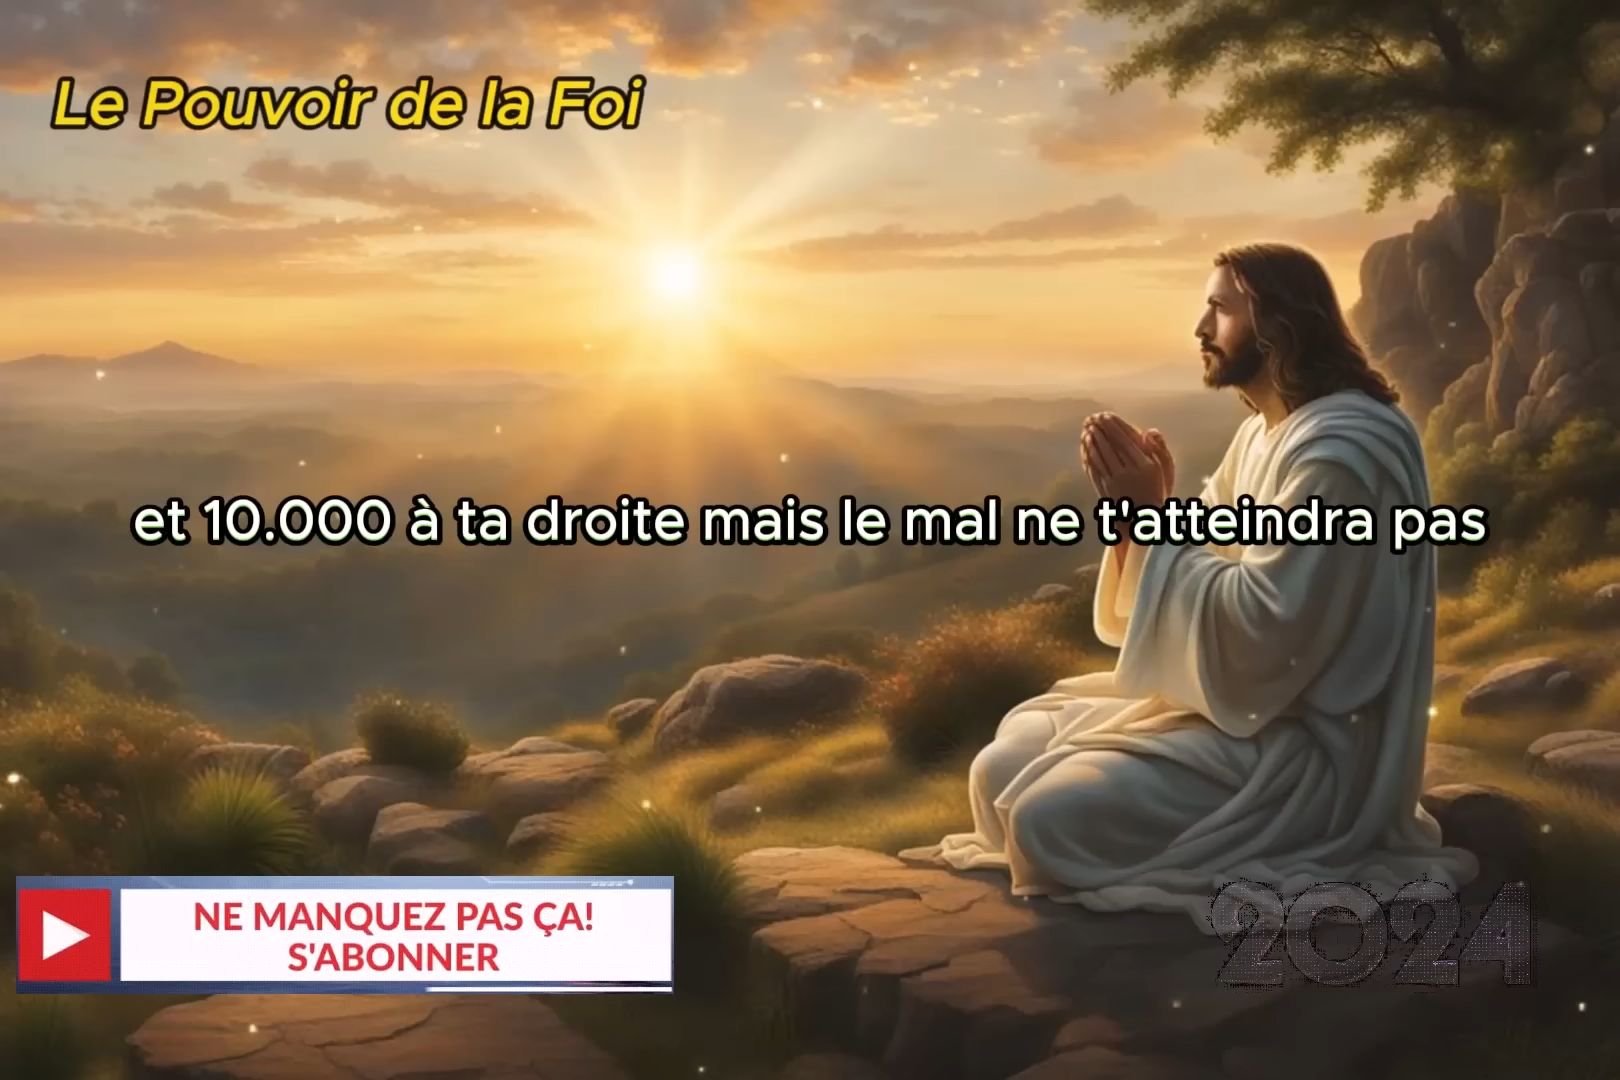 Le Pouvoir de la Foi
et 10.000 à ta droite mais le mal ne t'atteindra pas
NE MANQUEZ PAS ÇA!
S'ABONNER
2024